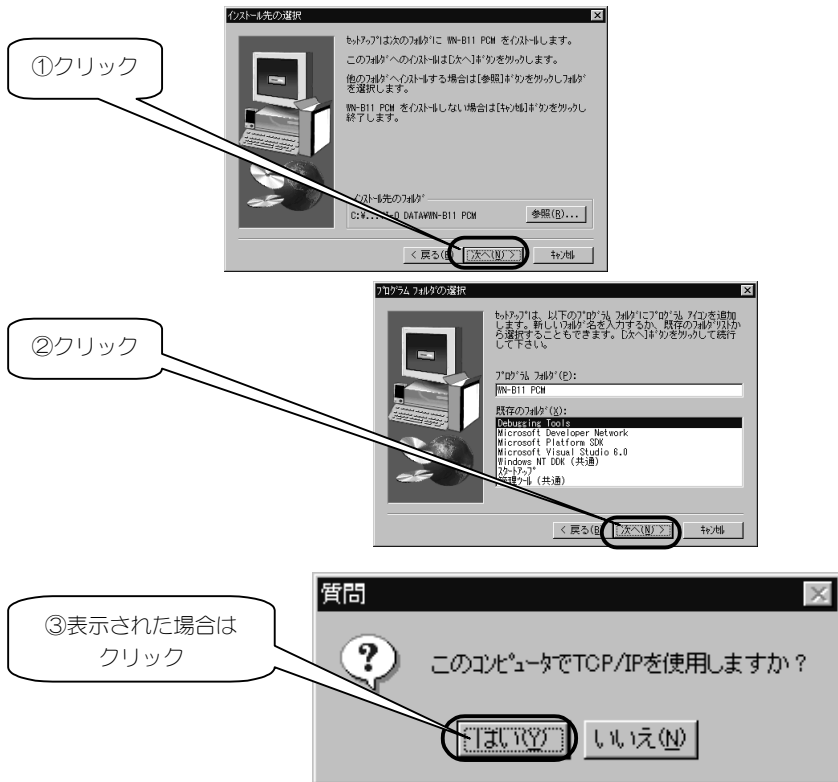 インストール先の選択
①クリック
セットアップは次のフォルダに WN-B11 PCM をインストールします。
このフォルダへのインストールは[次へ]ボタンをクリックします。
他のフォルダへインストールする場合は[参照]ボタンをクリックしフォルダ
を選択します。
WN-B11 PCM をインストールしない場合は[キャンセル]ボタンをクリックし
終了します。
インストール先のフォルダ
C:¥...¥I-O DATA¥WN-B11 PCM
参照(R)...
< 戻る(B)
次へ(N) >
キャンセル
プログラム フォルダの選択
②クリック
セットアップは、以下のプログラム フォルダにプログラム アイコンを追加
します。新しいフォルダ名を入力するか、既存のフォルダリストか
ら選択することもできます。[次へ]ボタンをクリックして続行
して下さい。
プログラム フォルダ(P):
WN-B11 PCM
既存のフォルダ(X):
Debugging Tools
Microsoft Developer Network
Microsoft Platform SDK
Microsoft Visual Studio 6.0
Windows NT DDK (共通)
スタートアップ
管理ツール (共通)
< 戻る(B
次へ(N) >
キャンセル
質問
③表示された場合は
クリック
このコンピュータでTCP/IPを使用しますか？
はい(Y)
いいえ(N)